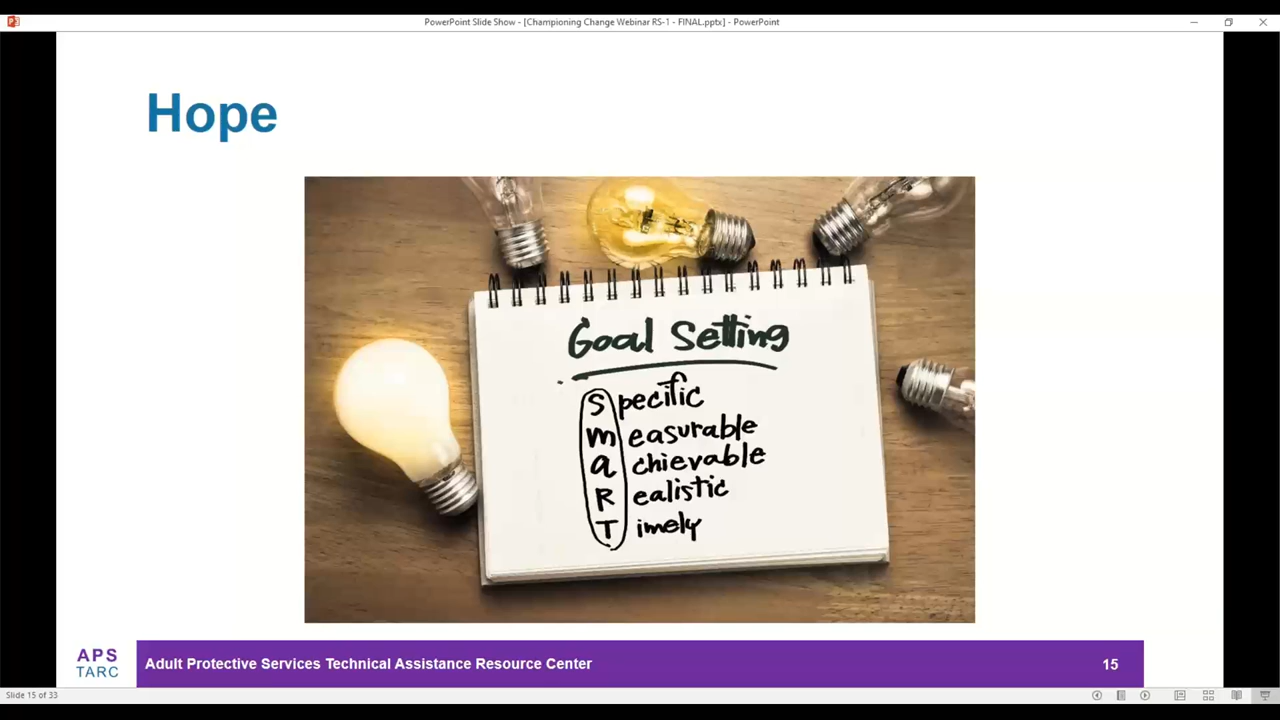 PowerPoint Slide Show - [Championing Change Webinar RS-1 - FINAL.pptx] - PowerPoint
Hope
Goal Setting
Specific
measurable
achievable
Realistic
Timely
APS
TARC
Adult Protective Services Technical Assistance Resource Center
15
Slide 15 of 33